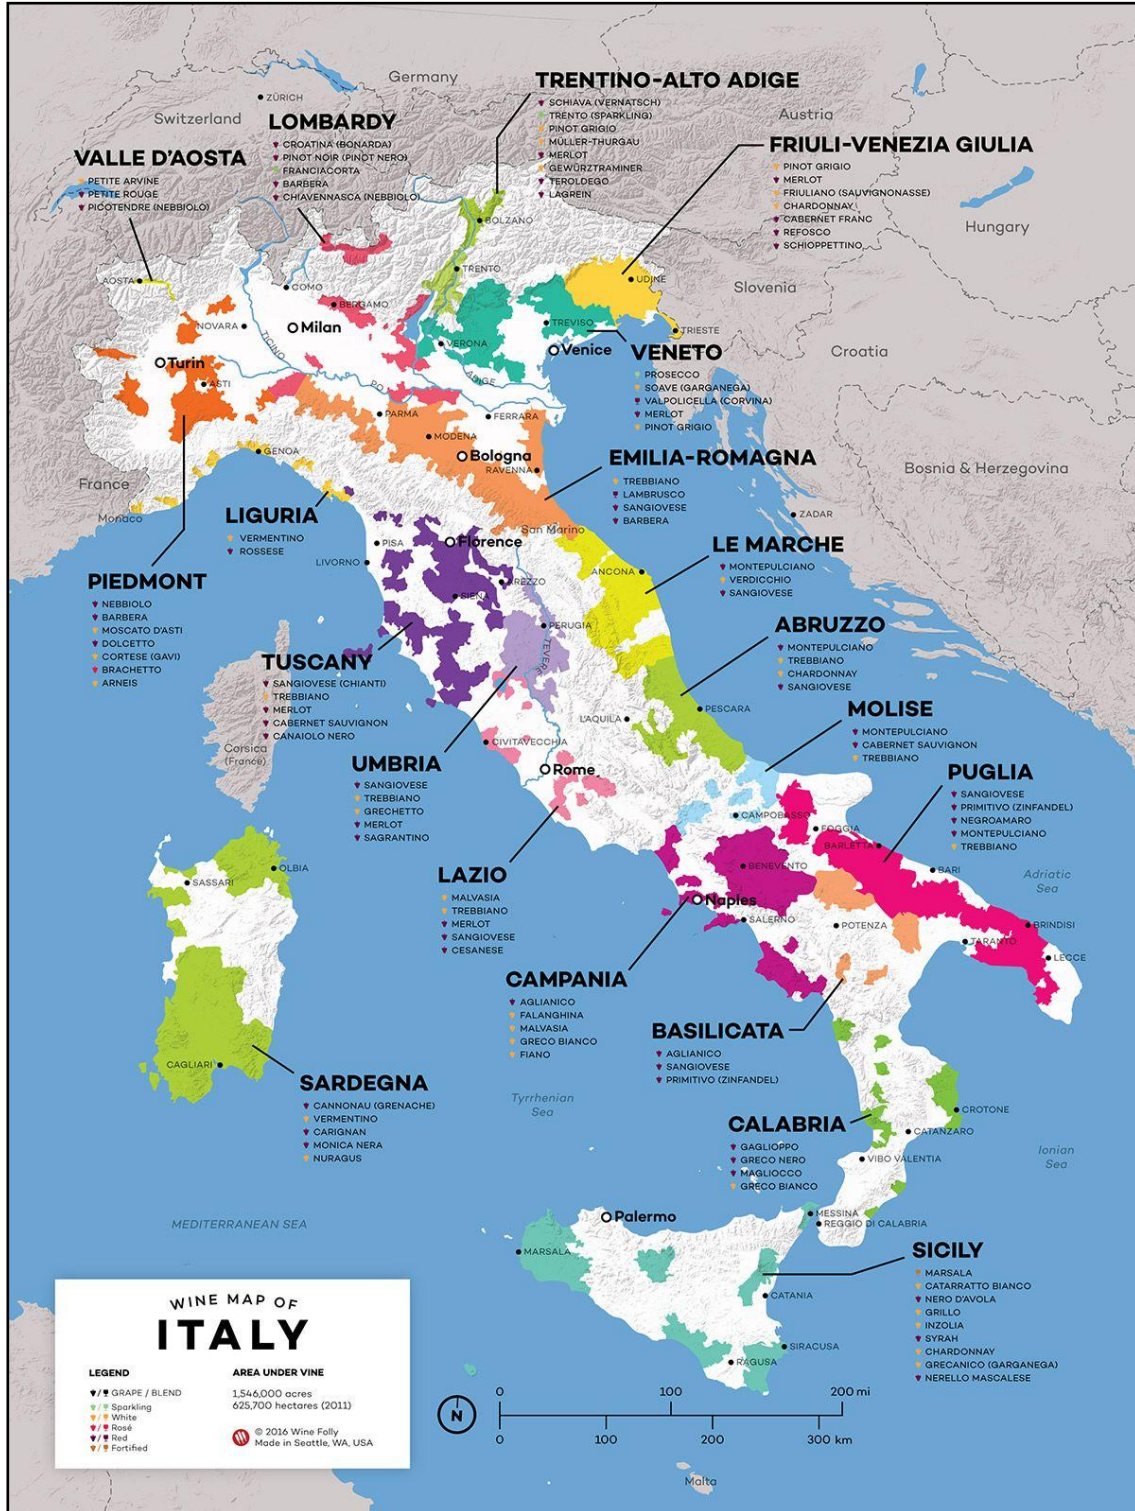 Germany
ZÜRICH
Switzerland
Austria
Hungary
Slovenia
Croatia
Bosnia & Herzegovina
France
Monaco
San Marino
Corsica
(France)
Malta
TRENTINO-ALTO ADIGE
SCHIAVA (VERNATSCH)
TRENTO (SPARKLING)
PINOT GRIGIO
MÜLLER-THURGAU
MERLOT
GEWÜRZTRAMINER
TEROLDEGO
LAGREIN
LOMBARDY
CROATINA (BONARDA)
PINOT NOIR (PINOT NERO)
FRANCIACORTA
BARBERA
CHIAVENNASCA (NEBBIOLO)
VALLE D'AOSTA
PETITE ARVINE
PETITE ROUGE
PICOTENDRE (NEBBIOLO)
FRIULI-VENEZIA GIULIA
PINOT GRIGIO
MERLOT
FRIULIANO (SAUVIGNONASSE)
CHARDONNAY
CABERNET FRANC
REFOSCO
SCHIOPPETTINO
BOLZANO
TRENTO
AOSTA
COMO
BERGAMO
UDINE
NOVARA
Milan
TICINO
VERONA
TREVISO
TRIESTE
Venice
Turin
ASTI
PO
ADIGE
VENETO
PROSECCO
SOAVE (GARGANEGA)
VALPOLICELLA (CORVINA)
MERLOT
PINOT GRIGIO
PARMA
FERRARA
MODENA
Bologna
RAVENNA
GENOA
EMILIA-ROMAGNA
TREBBIANO
LAMBRUSCO
SANGIOVESE
BARBERA
LIGURIA
VERMENTINO
ROSSESE
ZADAR
PISA
Florence
LIVORNO
AREZZO
SIENA
ANCONA
PERUGIA
TEVERE
LE MARCHE
MONTEPULCIANO
VERDICCHIO
SANGIOVESE
PIEDMONT
NEBBIOLO
BARBERA
MOSCATO D'ASTI
DOLCETTO
CORTESE (GAVI)
BRACHETTO
ARNEIS
ABRUZZO
MONTEPULCIANO
TREBBIANO
CHARDONNAY
SANGIOVESE
TUSCANY
SANGIOVESE (CHIANTI)
TREBBIANO
MERLOT
CABERNET SAUVIGNON
CANAIOLO NERO
L'AQUILA
PESCARA
CIVITAVECCHIA
Rome
MOLISE
MONTEPULCIANO
CABERNET SAUVIGNON
TREBBIANO
UMBRIA
SANGIOVESE
TREBBIANO
GRECHETTO
MERLOT
SAGRANTINO
PUGLIA
SANGIOVESE
PRIMITIVO (ZINFANDEL)
NEGROAMARO
MONTEPULCIANO
TREBBIANO
CAMPOBASSO
FOGGIA
BARLETTA
BARI
BENEVENTO
Naples
SALERNO
POTENZA
TARANTO
BRINDISI
LECCE
Adriatic
Sea
LAZIO
MALVASIA
TREBBIANO
MERLOT
SANGIOVESE
CESANESE
OLBIA
SASSARI
CAGLIARI
CAMPANIA
AGLIANICO
FALANGHINA
MALVASIA
GRECO BIANCO
FIANO
BASILICATA
AGLIANICO
SANGIOVESE
PRIMITIVO (ZINFANDEL)
SARDEGNA
CANNONAU (GRENACHE)
VERMENTINO
CARIGNAN
MONICA NERA
NURAGUS
Tyrrhenian
Sea
CALABRIA
GAGLIOPPO
GRECO NERO
MAGLIOCCO
GRECO BIANCO
CROTONE
CATANZARO
VIBO VALENTIA
Ionian
Sea
MESSINA
REGGIO DI CALABRIA
MEDITERRANEAN SEA
Palermo
MARSALA
CATANIA
SIRACUSA
RAGUSA
SICILY
MARSALA
CATARRATTO BIANCO
NERO D'AVOLA
GRILLO
INZOLIA
SYRAH
CHARDONNAY
GRECANICO (GARGANEGA)
NERELLO MASCALESE
WINE MAP OF
ITALY
LEGEND
/ GRAPE / BLEND
/ Sparkling
/ White
/ Rosé
/ Red
/ Fortified
AREA UNDER VINE
1,546,000 acres
625,700 hectares (2011)
© 2016 Wine Folly
Made in Seattle, WA, USA
N
0 100 200 mi
0 100 200 300 km